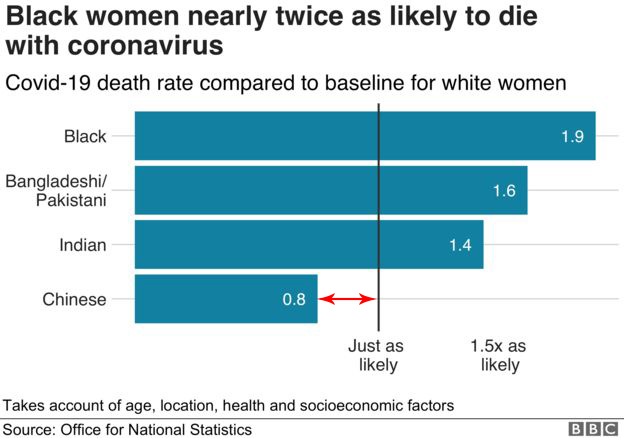 Black women nearly twice as likely to die
with coronavirus
Covid-19 death rate compared to baseline for white women
Black
1.9
Bangladeshi/
Pakistani
1.6
Indian
1.4
Chinese
0.8
Just as
likely
1.5x as
likely
Takes account of age, location, health and socioeconomic factors
Source: Office for National Statistics
BBC